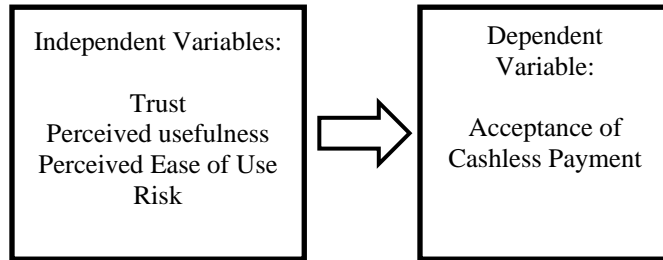 Independent Variables:
Trust
Perceived usefulness
Perceived Ease of Use
Risk
Dependent
Variable:
Acceptance of
Cashless Payment